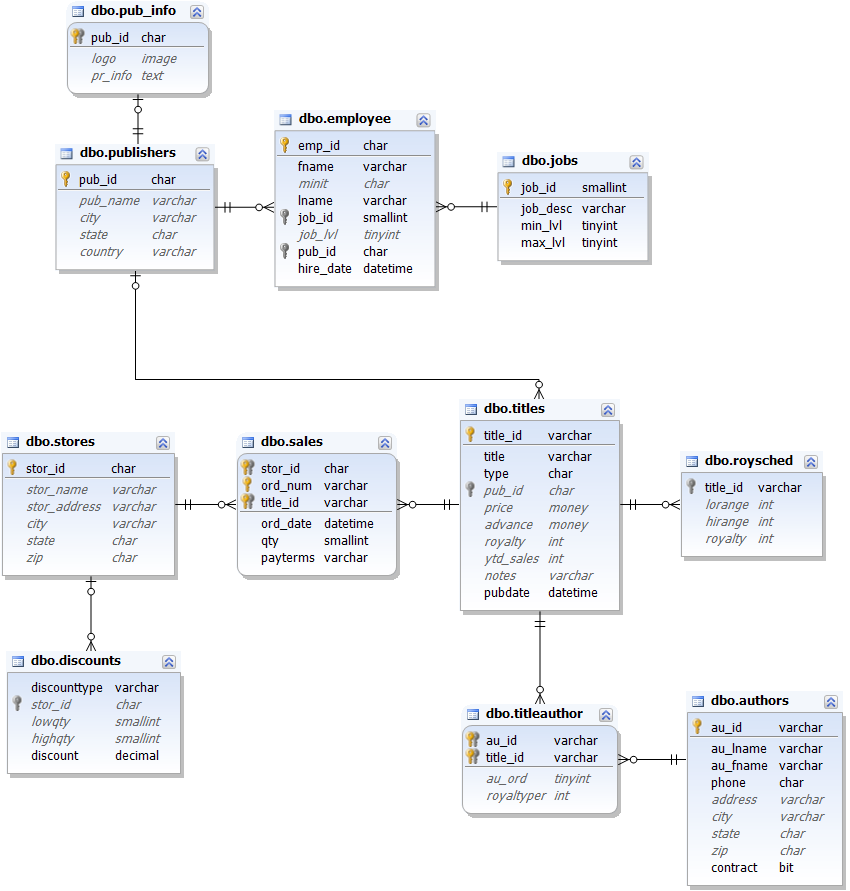 dbo.pub_info
pub_id char
logo image
pr_info text
dbo.publishers
pub_id char
pub_name varchar
city varchar
state char
country varchar
dbo.employee
emp_id char
fname varchar
minit char
lname varchar
job_id smallint
job_lvl tinyint
pub_id char
hire_date datetime
dbo.jobs
job_id smallint
job_desc varchar
min_lvl tinyint
max_lvl tinyint
dbo.stores
stor_id char
stor_name varchar
stor_address varchar
city varchar
state char
zip char
dbo.sales
stor_id char
ord_num varchar
title_id varchar
ord_date datetime
qty smallint
payterms varchar
dbo.titles
title_id varchar
title varchar
type char
pub_id char
price money
advance money
royalty int
ytd_sales int
notes varchar
pubdate datetime
dbo.roysched
title_id varchar
lorange int
hirange int
royalty int
dbo.discounts
discounttype varchar
stor_id char
lowqty smallint
highqty smallint
discount decimal
dbo.titleauthor
au_id varchar
title_id varchar
au_ord tinyint
royaltyper int
dbo.authors
au_id varchar
au_lname varchar
au_fname varchar
phone char
address varchar
city varchar
state char
zip char
contract bit